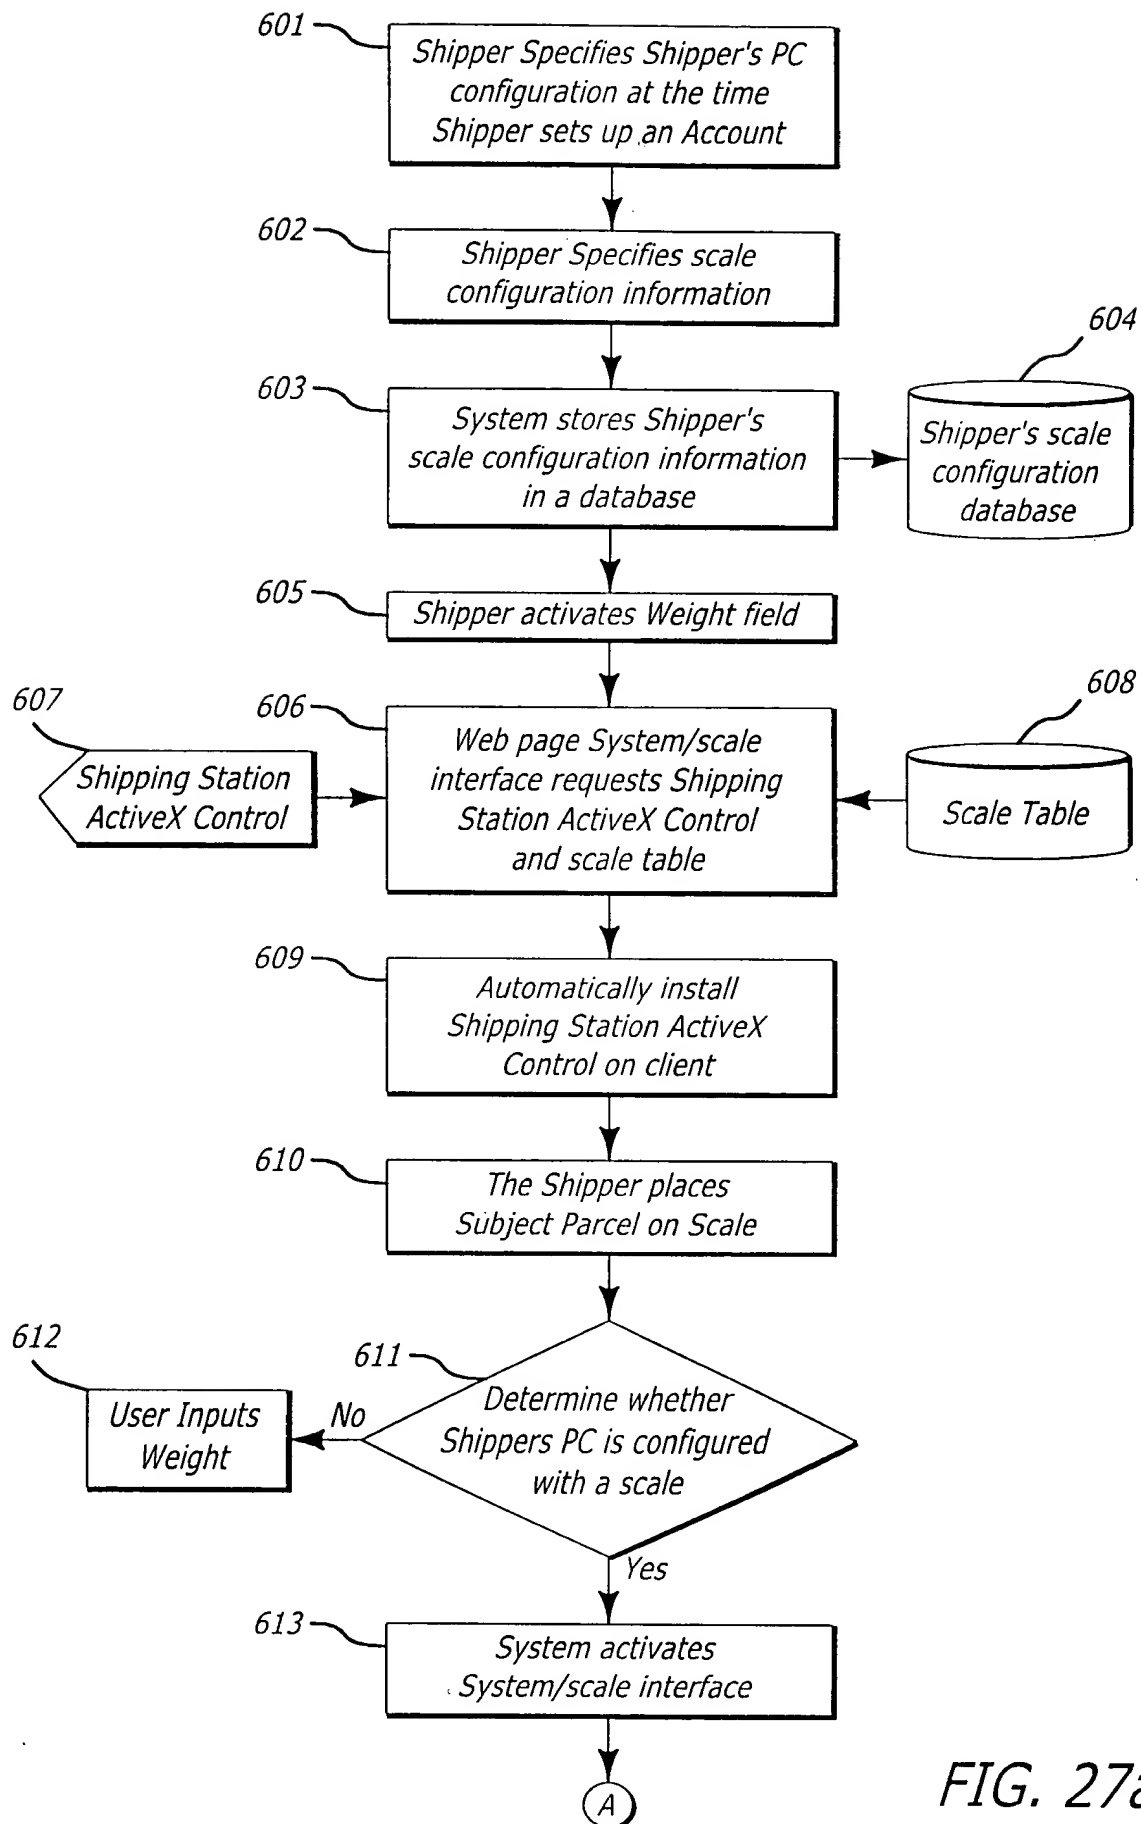 601
Shipper Specifies Shipper's PC
configuration at the time
Shipper sets up an Account
602
Shipper Specifies scale
configuration information
603
System stores Shipper's
scale configuration information
in a database
604
Shipper's scale
configuration
database
605
Shipper activates Weight field
606
Web page System/scale
interface requests Shipping
Station ActiveX Control
and scale table
607
Shipping Station
ActiveX Control
608
Scale Table
609
Automatically install
Shipping Station ActiveX
Control on client
610
The Shipper places
Subject Parcel on Scale
611
Determine whether
Shippers PC is configured
with a scale
No
612
User Inputs
Weight
Yes
613
System activates
System/scale interface
A
FIG. 27a